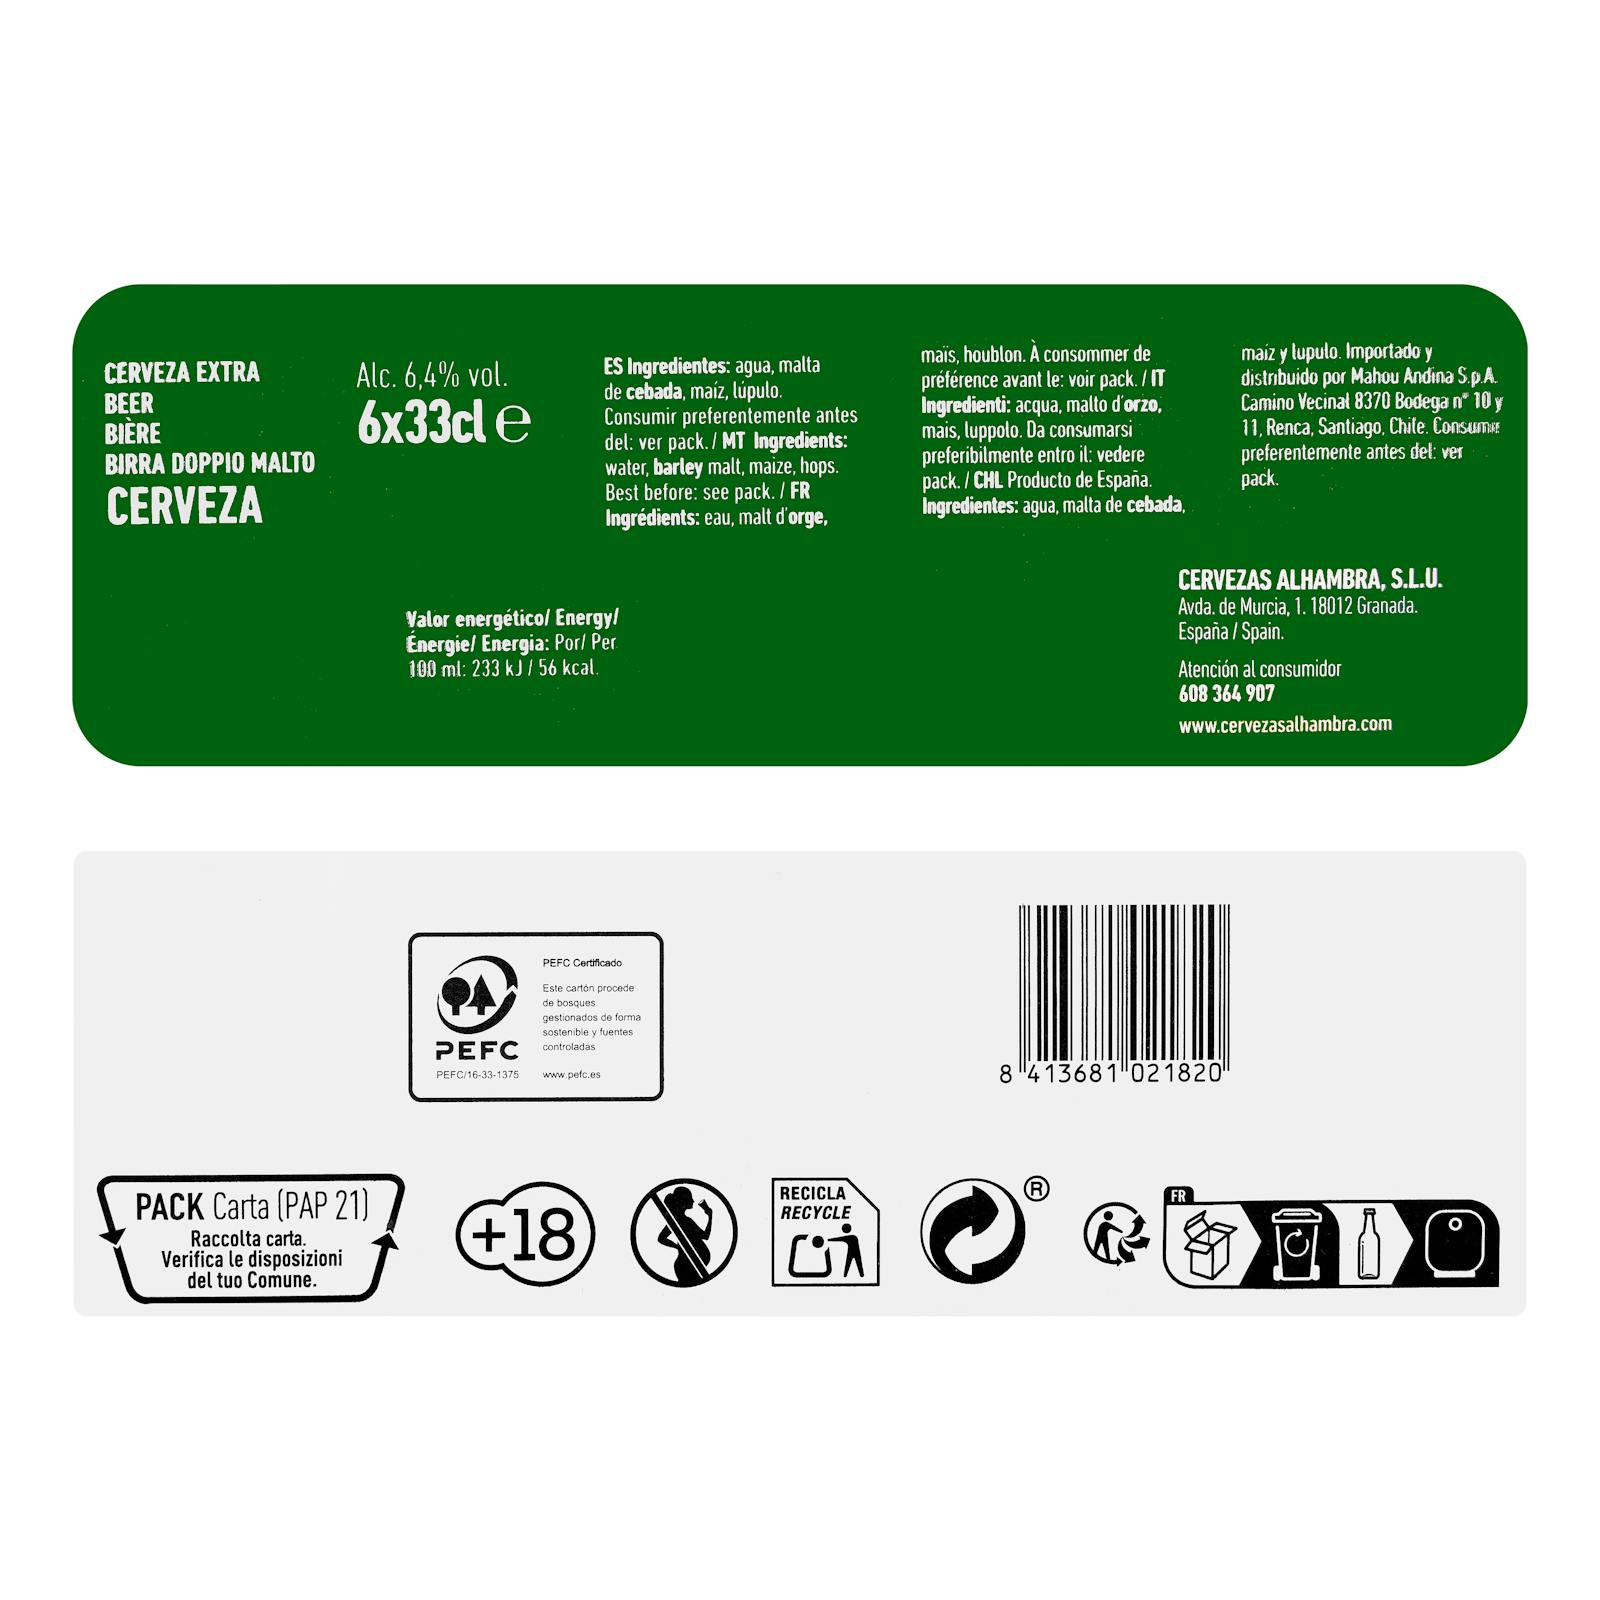 CERVEZA EXTRA
BEER
BIÈRE
BIRRA DOPPIO MALTO
CERVEZA
Alc. 6,4% vol.
6x33cl ℮
ES Ingredientes: agua, malta
de cebada, maíz, lúpulo.
Consumir preferentemente antes
del: ver pack. / MT Ingredients:
water, barley malt, maize, hops.
Best before: see pack. / FR
Ingrédients: eau, malt d'orge,
maïs, houblon. À consommer de
préférence avant le: voir pack. / IT
Ingredienti: acqua, malto d'orzo,
mais, luppolo. Da consumarsi
preferibilmente entro il: vedere
pack. / CHL Producto de España.
Ingredientes: agua, malta de cebada,
maíz y lupulo. Importado y
distribuido por Mahou Andina S.p.A.
Camino Vecinal 8370 Bodega n° 10 y
11, Renca, Santiago, Chile. Consumir
preferentemente antes del: ver
pack.
Valor energético/ Energy/
Énergie/ Energia: Por/ Per
100 ml: 233 kJ / 56 kcal.
CERVEZAS ALHAMBRA, S.L.U.
Avda. de Murcia, 1. 18012 Granada.
España / Spain.
Atención al consumidor
608 364 907
www.cervezasalhambra.com
PEFC
PEFC/16-33-1375
PEFC Certificado
Este cartón procede
de bosques
gestionados de forma
sostenible y fuentes
controladas
www.pefc.es
8 413681 021820
PACK Carta (PAP 21)
Raccolta carta.
Verifica le disposizioni
del tuo Comune.
+18
RECICLA
RECYCLE
®
FR